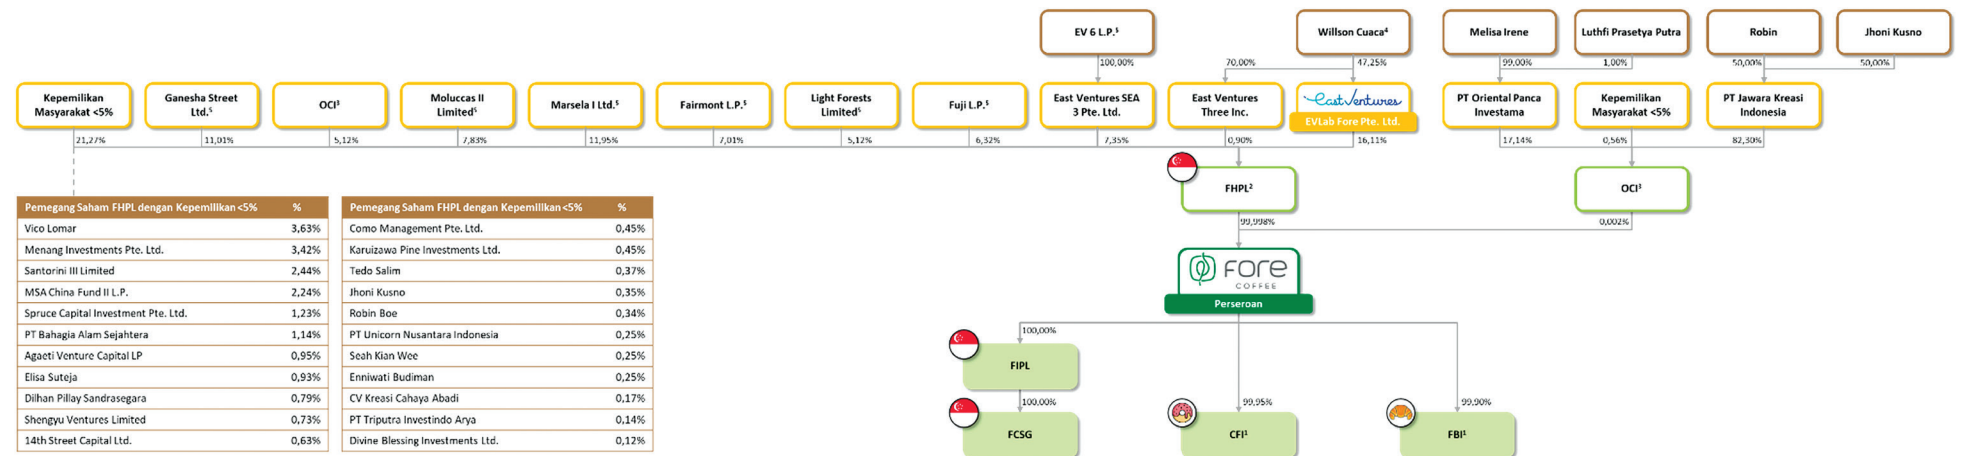 EV 6 L.P.⁵
Willson Cuaca⁴
Melisa Irene
Luthfi Prasetya Putra
Robin
Jhoni Kusno
100,00%
70,00%
47,25%
99,00%
1,00%
50,00%
50,00%
Kepemilikan
Masyarakat <5%
Ganesha Street
Ltd.⁵
OCI³
Moluccas II
Limited⁵
Marsela I Ltd.⁵
Fairmont L.P.⁵
Light Forests
Limited⁵
Fuji L.P.⁵
East Ventures SEA
3 Pte. Ltd.
East Ventures
Three Inc.
East Ventures
EVLab Fore Pte. Ltd.
PT Oriental Panca
Investama
Kepemilikan
Masyarakat <5%
PT Jawara Kreasi
Indonesia
21,27%
11,01%
5,12%
7,83%
11,95%
7,01%
5,12%
6,32%
7,35%
0,90%
16,11%
17,14%
0,56%
82,30%
FHPL²
OCI³
99,998%
0,002%
Pemegang Saham FHPL dengan Kepemilikan <5% %
Vico Lomar 3,63%
Menang Investments Pte. Ltd. 3,42%
Santorini III Limited 2,44%
MSA China Fund II L.P. 2,24%
Spruce Capital Investment Pte. Ltd. 1,23%
PT Bahagia Alam Sejahtera 1,14%
Agaeti Venture Capital LP 0,95%
Elisa Suteja 0,93%
Dilhan Pillay Sandrasegara 0,79%
Shengyu Ventures Limited 0,73%
14th Street Capital Ltd. 0,63%
Pemegang Saham FHPL dengan Kepemilikan <5% %
Como Management Pte. Ltd. 0,45%
Karuizawa Pine Investments Ltd. 0,45%
Tedo Salim 0,37%
Jhoni Kusno 0,35%
Robin Boe 0,34%
PT Unicorn Nusantara Indonesia 0,25%
Seah Kian Wee 0,25%
Enniwati Budiman 0,25%
CV Kreasi Cahaya Abadi 0,17%
PT Triputra Investindo Arya 0,14%
Divine Blessing Investments Ltd. 0,12%
FORE
COFFEE
Perseroan
100,00%
FIPL
100,00%
99,95%
99,90%
FCSG
CFI¹
FBI¹